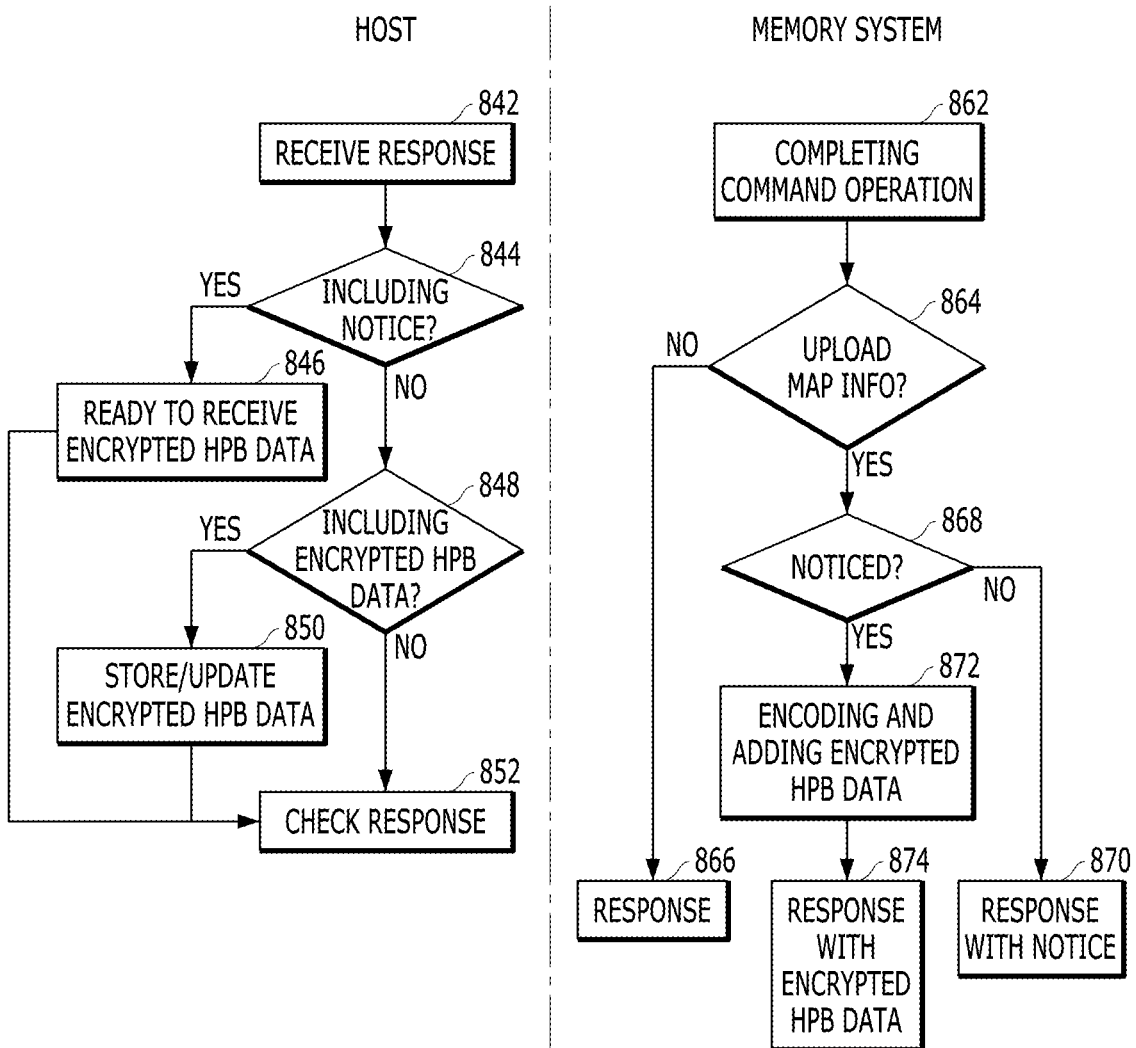 HOST
842
RECEIVE RESPONSE
844
YES
INCLUDING
NOTICE?
NO
846
READY TO RECEIVE
ENCRYPTED HPB DATA
848
YES
INCLUDING
ENCRYPTED HPB
DATA?
NO
850
STORE/UPDATE
ENCRYPTED HPB DATA
852
CHECK RESPONSE
MEMORY SYSTEM
862
COMPLETING
COMMAND OPERATION
864
NO
UPLOAD
MAP INFO?
YES
868
NOTICED?
NO
YES
872
ENCODING AND
ADDING ENCRYPTED
HPB DATA
866
RESPONSE
874
RESPONSE
WITH
ENCRYPTED
HPB DATA
870
RESPONSE
WITH NOTICE